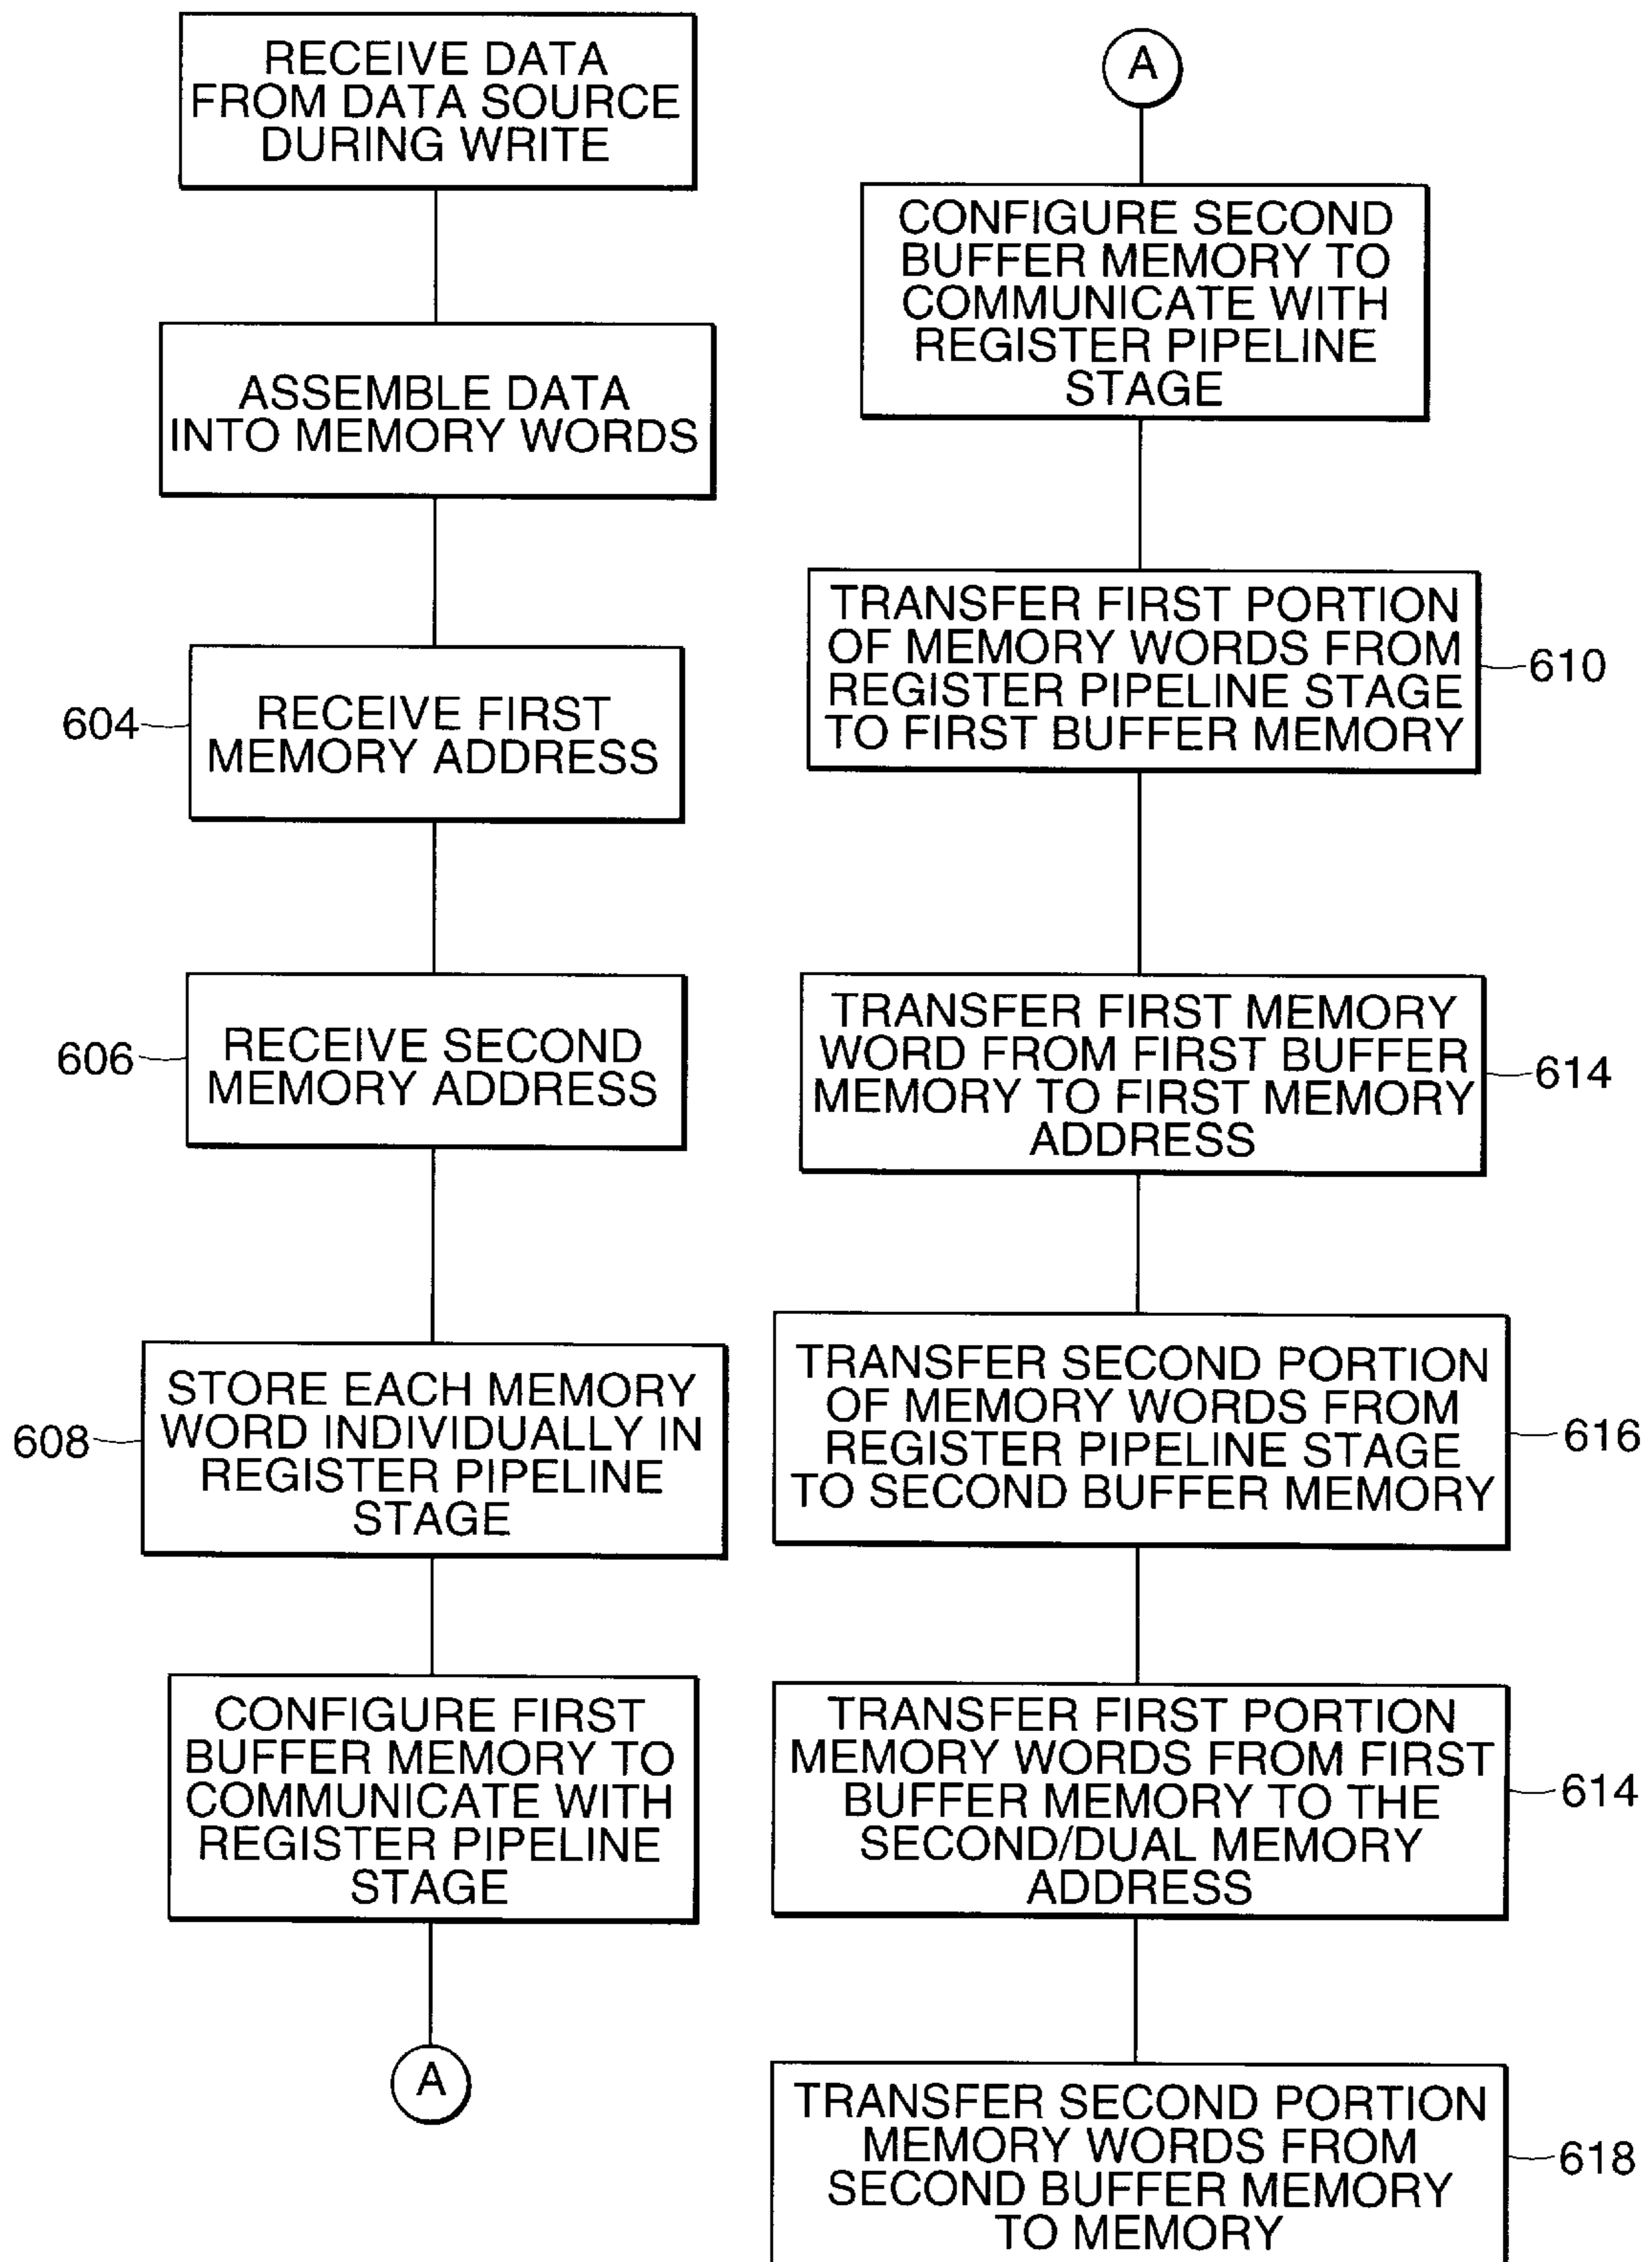 RECEIVE DATA
FROM DATA SOURCE
DURING WRITE
ASSEMBLE DATA
INTO MEMORY WORDS
604
RECEIVE FIRST
MEMORY ADDRESS
606
RECEIVE SECOND
MEMORY ADDRESS
608
STORE EACH MEMORY
WORD INDIVIDUALLY IN
REGISTER PIPELINE
STAGE
CONFIGURE FIRST
BUFFER MEMORY TO
COMMUNICATE WITH
REGISTER PIPELINE
STAGE
A
A
CONFIGURE SECOND
BUFFER MEMORY TO
COMMUNICATE WITH
REGISTER PIPELINE
STAGE
TRANSFER FIRST PORTION
OF MEMORY WORDS FROM
REGISTER PIPELINE STAGE
TO FIRST BUFFER MEMORY
610
TRANSFER FIRST MEMORY
WORD FROM FIRST BUFFER
MEMORY TO FIRST MEMORY
ADDRESS
614
TRANSFER SECOND PORTION
OF MEMORY WORDS FROM
REGISTER PIPELINE STAGE
TO SECOND BUFFER MEMORY
616
TRANSFER FIRST PORTION
MEMORY WORDS FROM FIRST
BUFFER MEMORY TO THE
SECOND/DUAL MEMORY
ADDRESS
614
TRANSFER SECOND PORTION
MEMORY WORDS FROM
SECOND BUFFER MEMORY
TO MEMORY
618